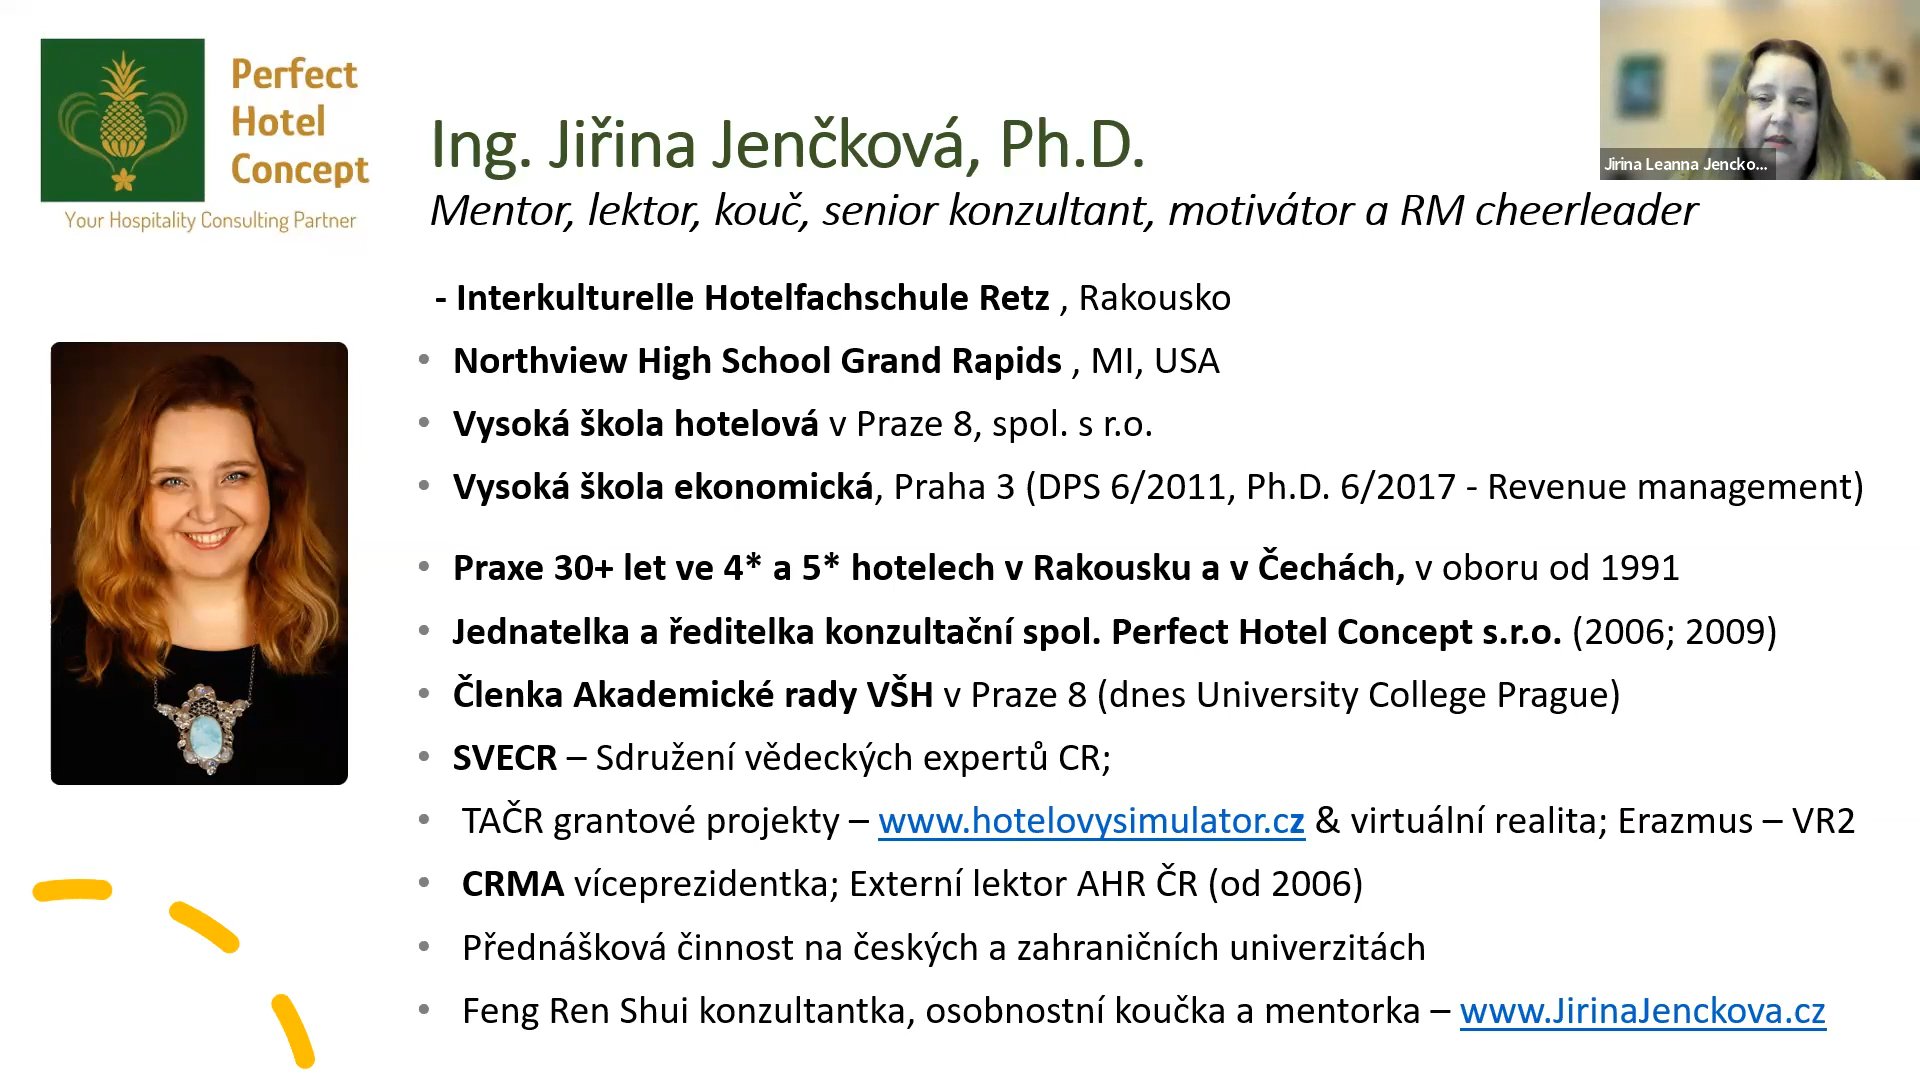 Perfect
Hotel
Concept
Your Hospitality Consulting Partner
Jirina Leanna Jencko...
Ing. Jiřina Jenčková, Ph.D.
Mentor, lektor, kouč, senior konzultant, motivátor a RM cheerleader
- Interkulturelle Hotelfachschule Retz , Rakousko
• Northview High School Grand Rapids , MI, USA
• Vysoká škola hotelová v Praze 8, spol. s r.o.
• Vysoká škola ekonomická, Praha 3 (DPS 6/2011, Ph.D. 6/2017 - Revenue management)
• Praxe 30+ let ve 4* a 5* hotelech v Rakousku a v Čechách, v oboru od 1991
• Jednatelka a ředitelka konzultační spol. Perfect Hotel Concept s.r.o. (2006; 2009)
• Členka Akademické rady VŠH v Praze 8 (dnes University College Prague)
• SVECR – Sdružení vědeckých expertů CR;
• TAČR grantové projekty – www.hotelovysimulator.cz & virtuální realita; Erazmus – VR2
• CRMA víceprezidentka; Externí lektor AHR ČR (od 2006)
• Přednášková činnost na českých a zahraničních univerzitách
• Feng Ren Shui konzultantka, osobnostní koučka a mentorka – www.JirinaJenckova.cz